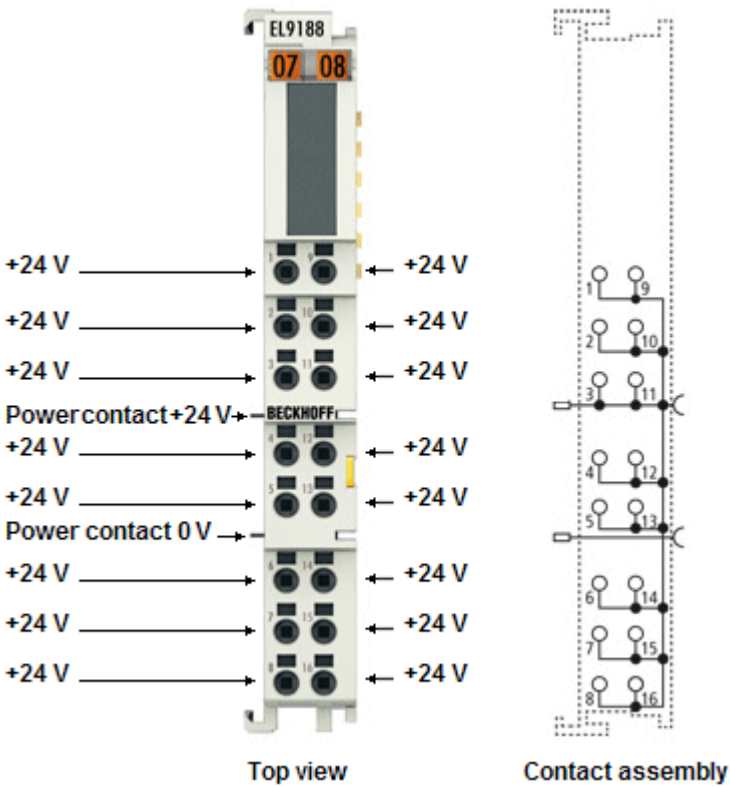 EL9188
07 08
+24 V 1 9 +24 V
+24 V 2 10 +24 V
+24 V 3 11 +24 V
Powercontact+24 V BECKHOFF
+24 V 4 12 +24 V
+24 V 5 13 +24 V
Power contact 0 V
+24 V 6 14 +24 V
+24 V 7 15 +24 V
+24 V 8 16 +24 V
Top view
1 9
2 10
3 11
4 12
5 13
6 14
7 15
8 16
Contact assembly